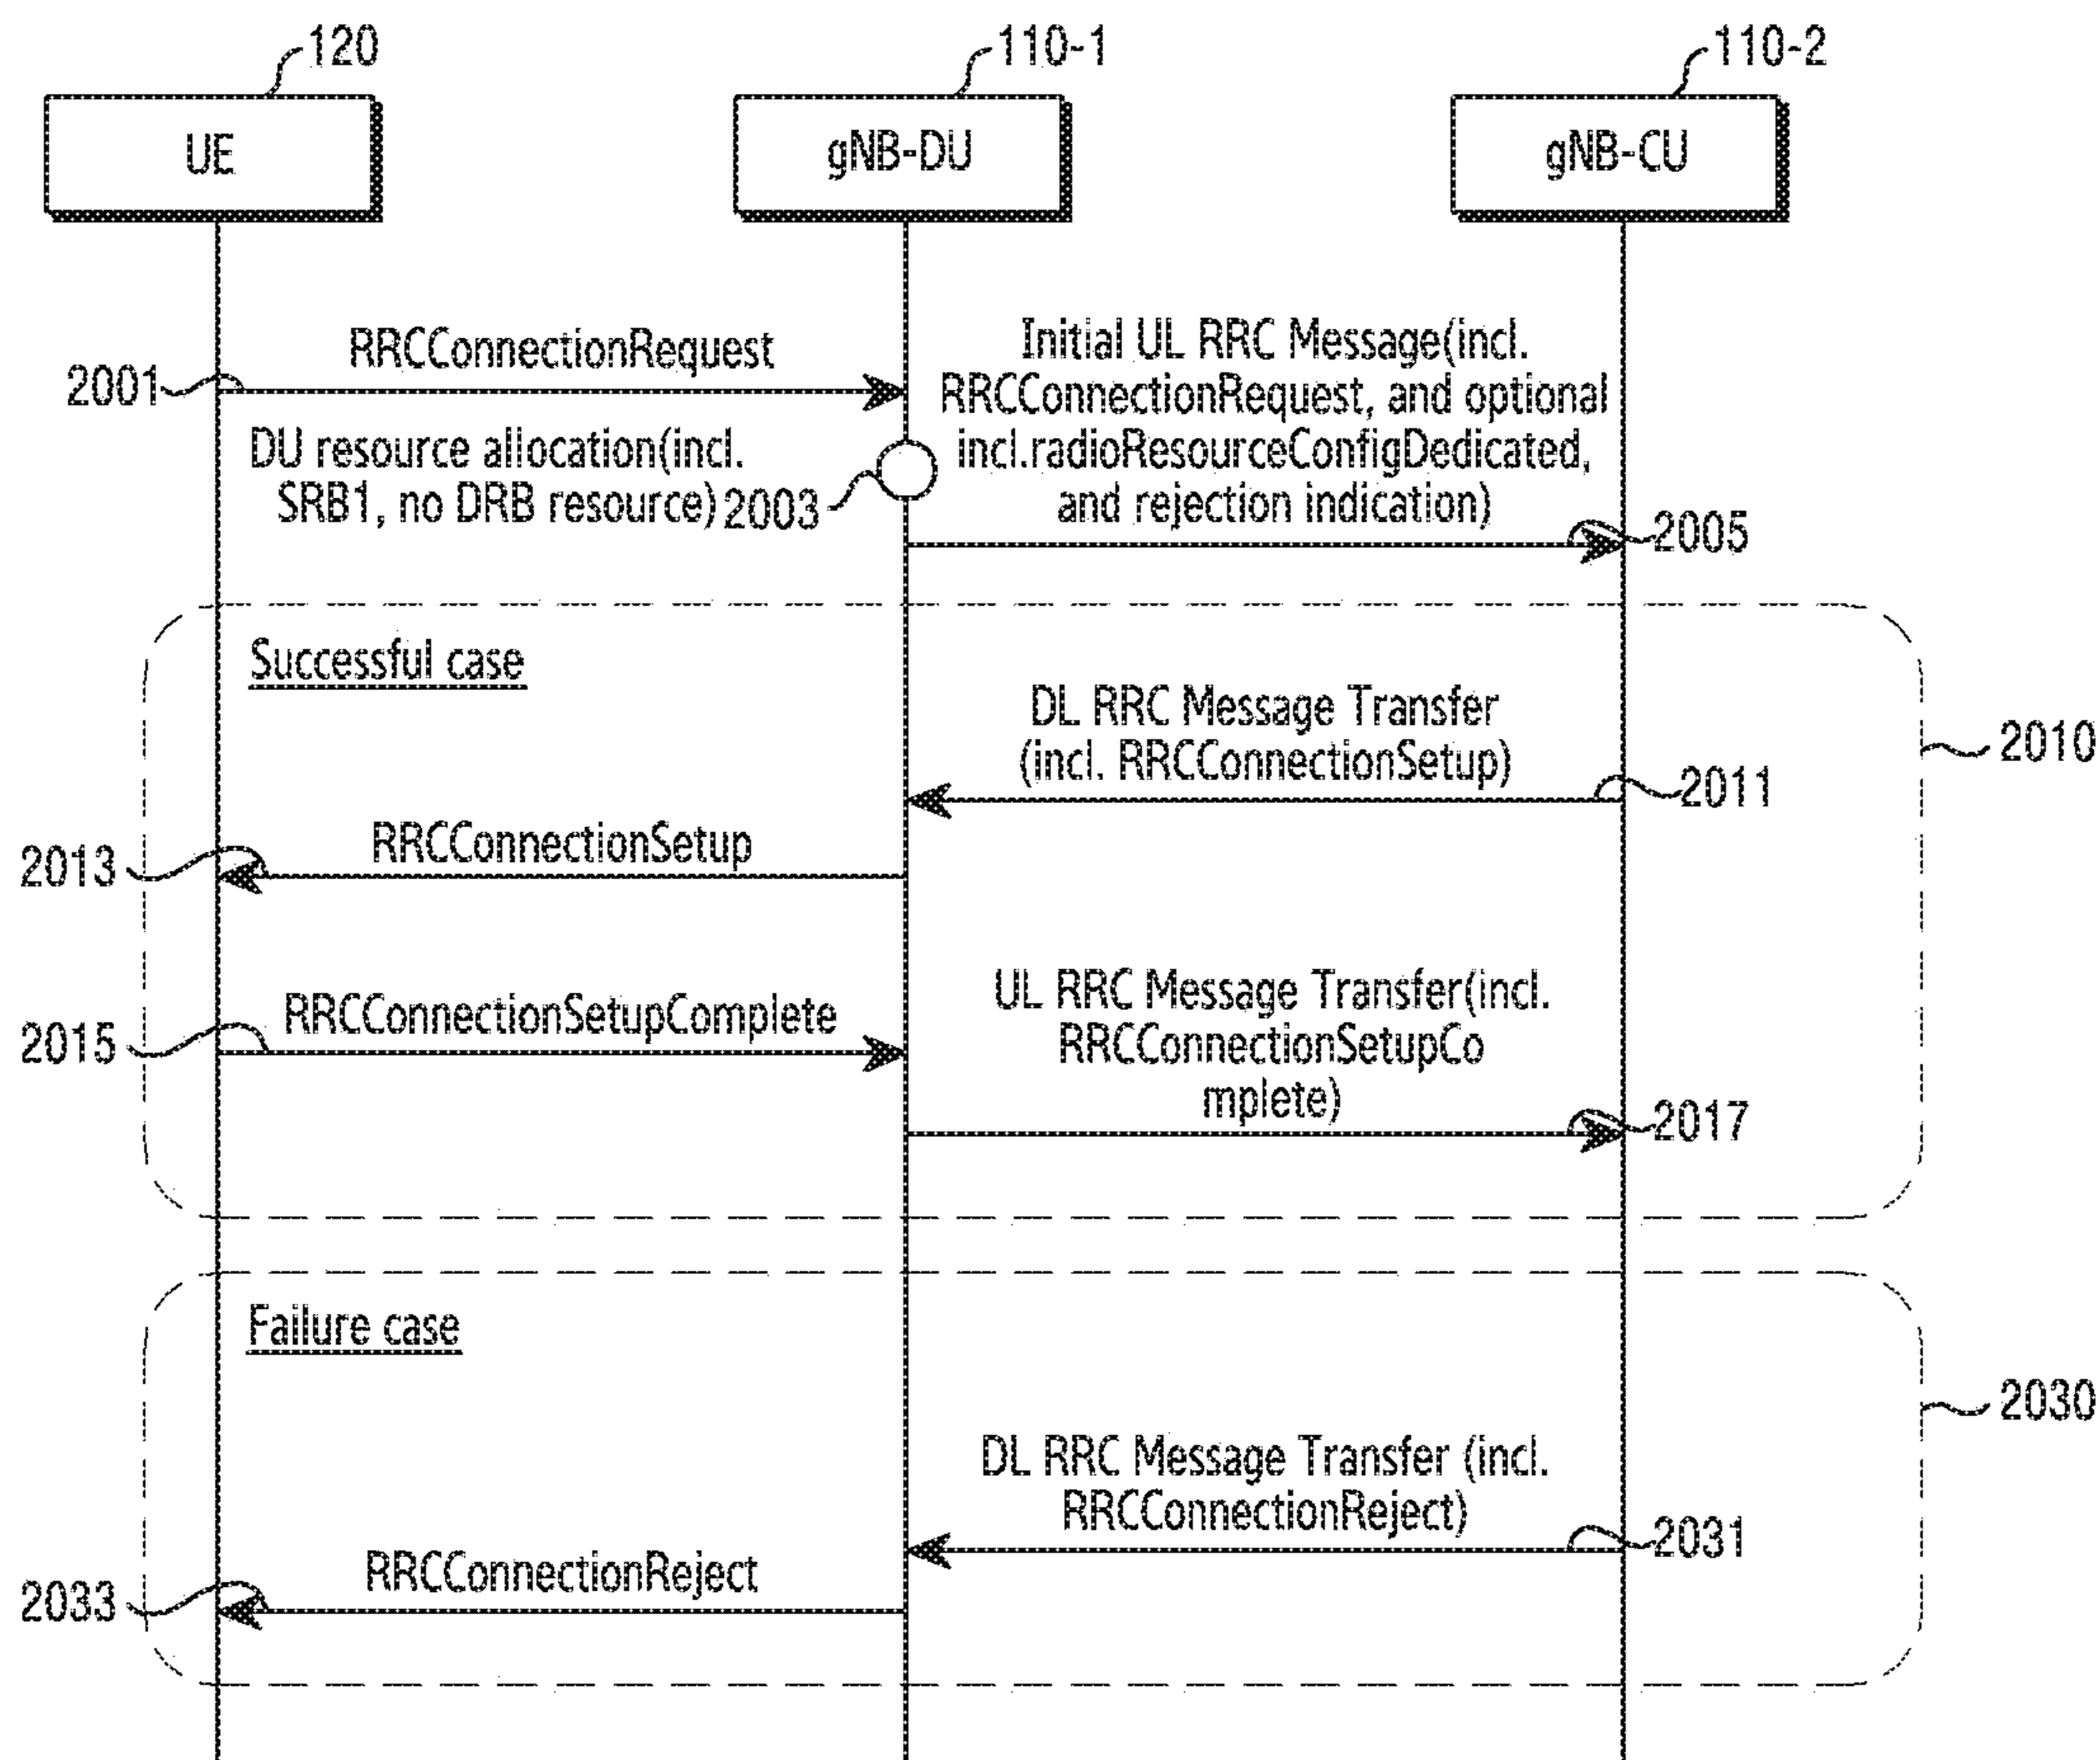 120
110-1
110-2
UE
gNB-DU
gNB-CU
RRCConnectionRequest
2001
Initial UL RRC Message(incl.
RRCConnectionRequest, and optional
incl.radioResourceConfigDedicated,
and rejection indication)
DU resource allocation(incl.
SRB1, no DRB resource)
2003
2005
Successful case
2010
DL RRC Message Transfer
(incl. RRCConnectionSetup)
2011
RRCConnectionSetup
2013
RRCConnectionSetupComplete
2015
UL RRC Message Transfer(incl.
RRCConnectionSetupCo
mplete)
2017
Failure case
2030
DL RRC Message Transfer (incl.
RRCConnectionReject)
2031
RRCConnectionReject
2033